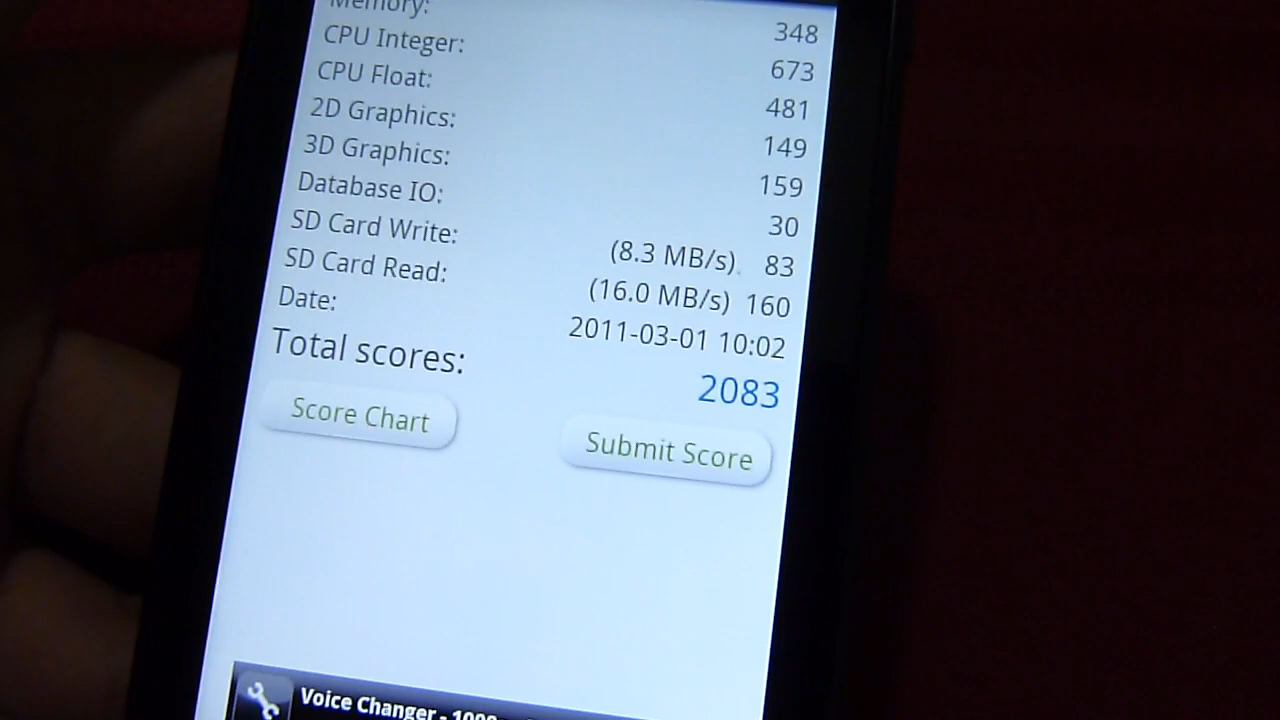 Memory: 348
CPU Integer: 673
CPU Float: 481
2D Graphics: 149
3D Graphics: 159
Database IO: 30
SD Card Write: (8.3 MB/s) 83
SD Card Read: (16.0 MB/s) 160
Date: 2011-03-01 10:02
Total scores: 2083
Score Chart Submit Score
Voice Changer -